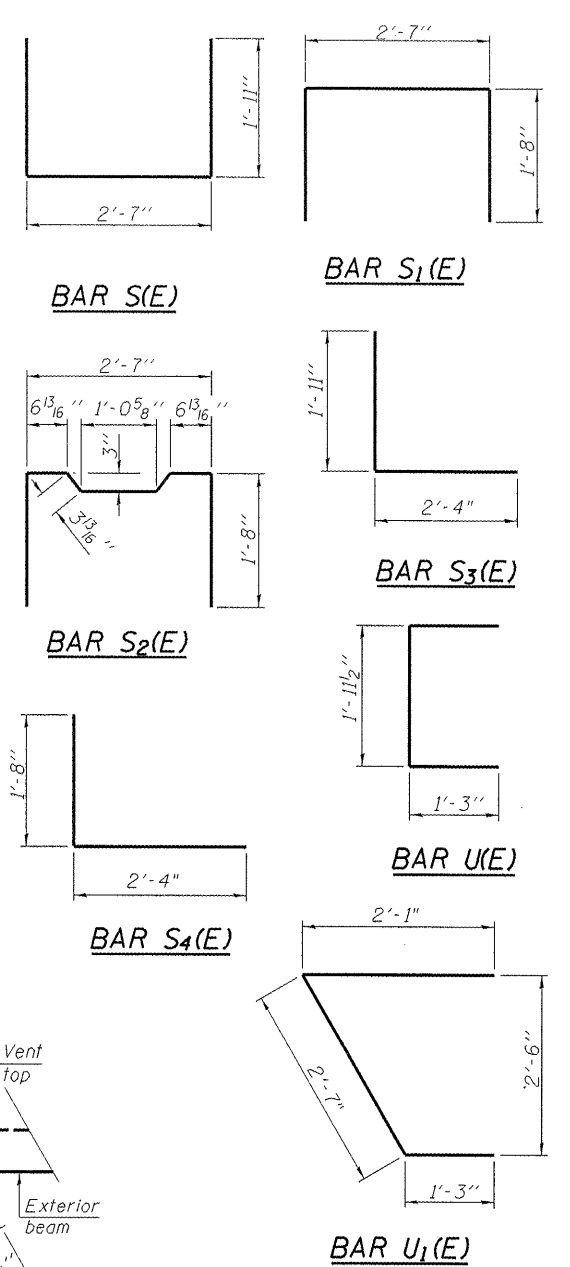 2'-7"
1'-11"
2'-7"
BAR S(E)
1'-8"
BAR S1(E)
2'-7"
6 13/16" 1'-0 5/8" 6 13/16"
3"
3 13/16"
1'-8"
BAR S2(E)
1'-11"
2'-4"
BAR S3(E)
1'-8"
2'-4"
BAR S4(E)
1'-11 1/2"
1'-3"
BAR U(E)
2'-1"
2'-7"
2'-6"
1'-3"
BAR U1(E)
Vent
top
Exterior
beam